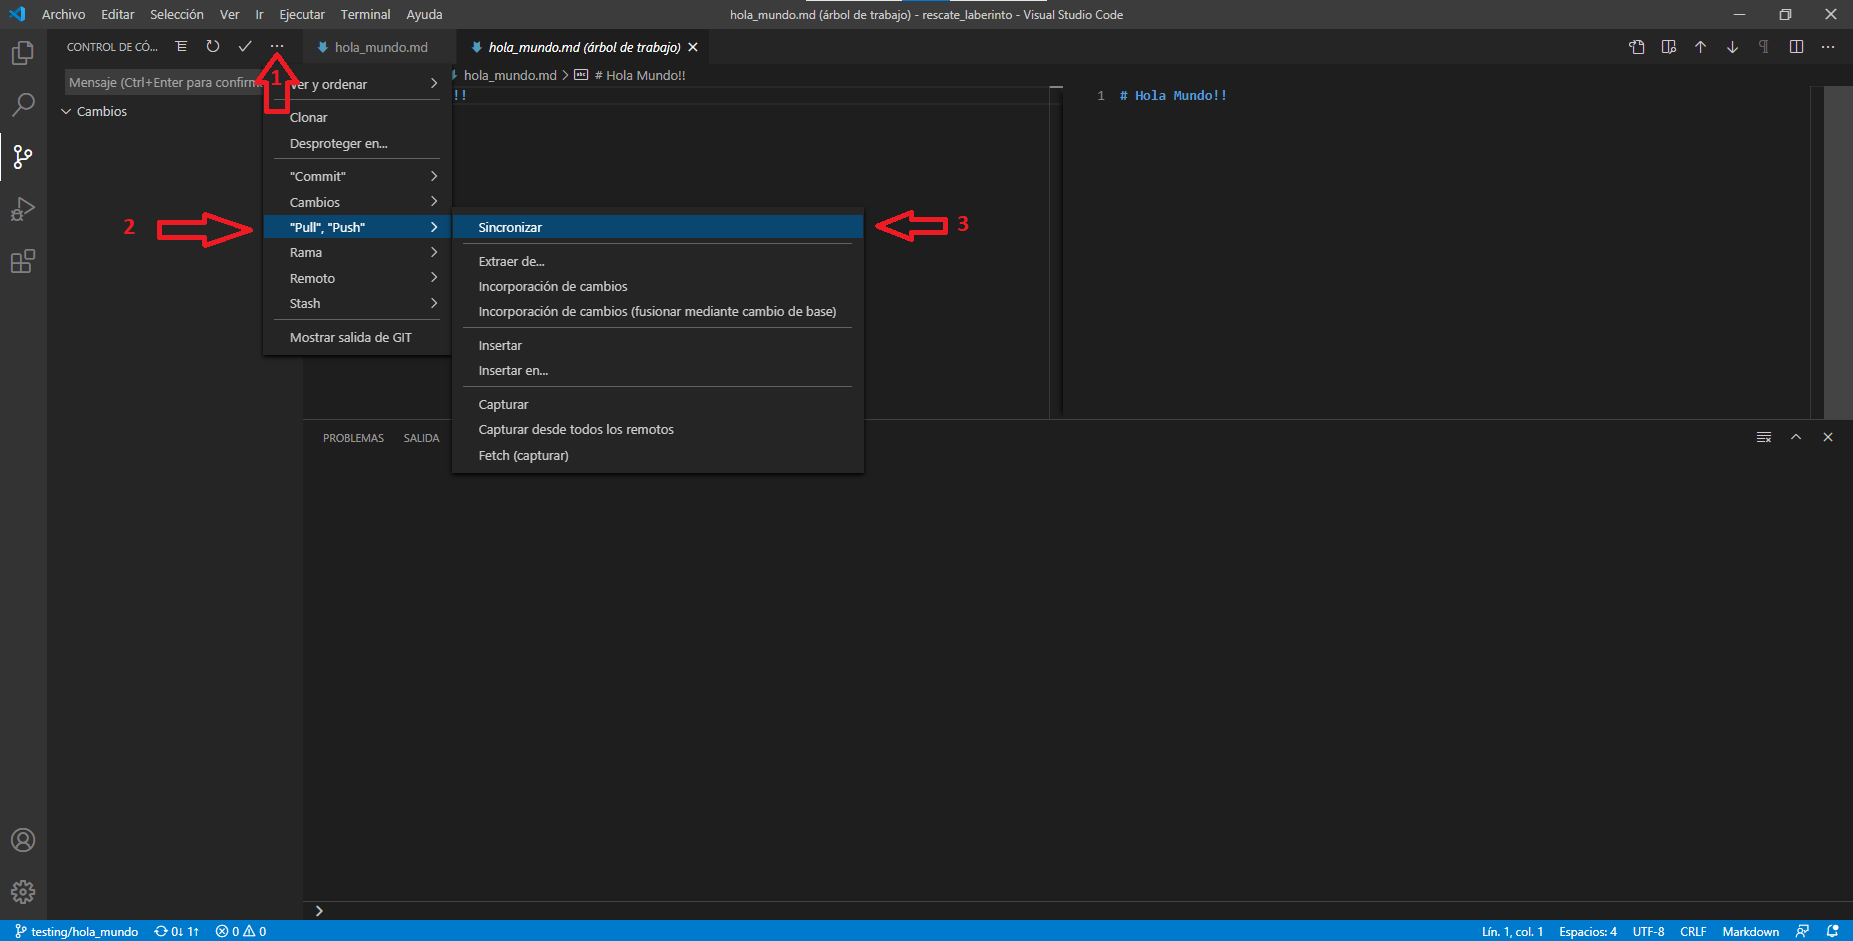 Archivo Editar Selección Ver Ir Ejecutar Terminal Ayuda
hola_mundo.md (árbol de trabajo) - rescate_laberinto - Visual Studio Code
CONTROL DE CÓ...
hola_mundo.md
hola_mundo.md (árbol de trabajo)
Mensaje (Ctrl+Enter para confirm
Cambios
1
Ver y ordenar
Clonar
Desproteger en...
"Commit"
Cambios
2
"Pull", "Push"
Rama
Remoto
Stash
Mostrar salida de GIT
hola_mundo.md > # Hola Mundo!!
!!
1 # Hola Mundo!!
Sincronizar
3
Extraer de...
Incorporación de cambios
Incorporación de cambios (fusionar mediante cambio de base)
Insertar
Insertar en...
Capturar
Capturar desde todos los remotos
Fetch (capturar)
PROBLEMAS SALIDA
testing/hola_mundo 0↓ 1↑ 0 0
Lín. 1, col. 1 Espacios: 4 UTF-8 CRLF Markdown